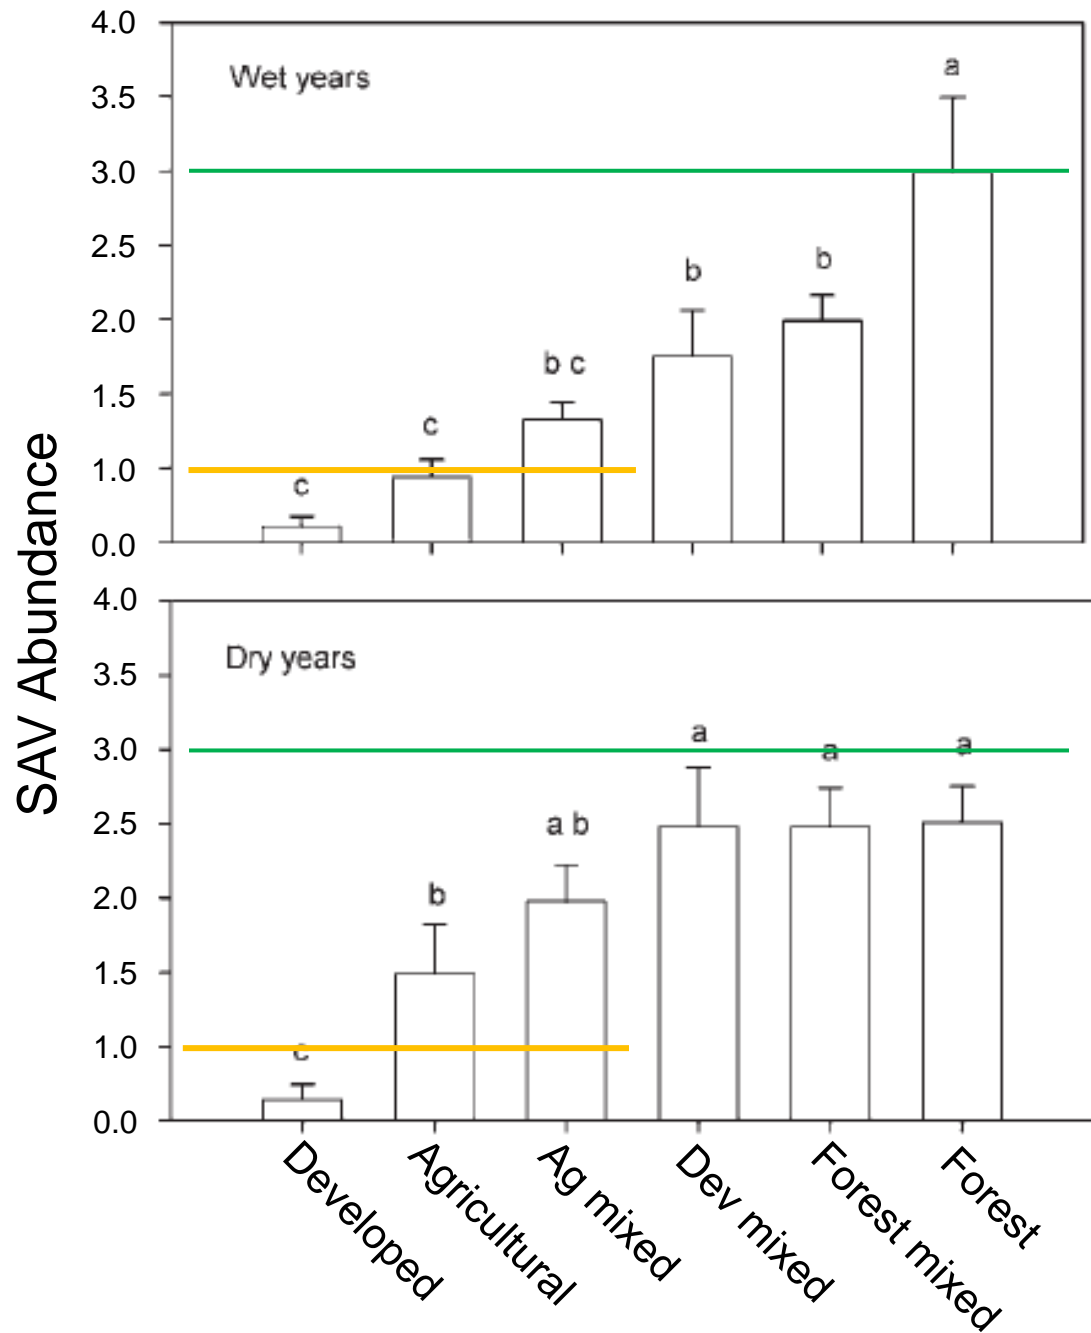 SAV Abundance
4.0
Wet years
a
3.5
3.0
2.5
b
b
2.0
b c
1.5
c
1.0
c
0.0
4.0
Dry years
3.5
a
3.0
a
a
2.5
a b
2.0
b
1.5
1.0
c
0.0
Developed
Agricultural
Ag mixed
Dev mixed
Forest mixed
Forest